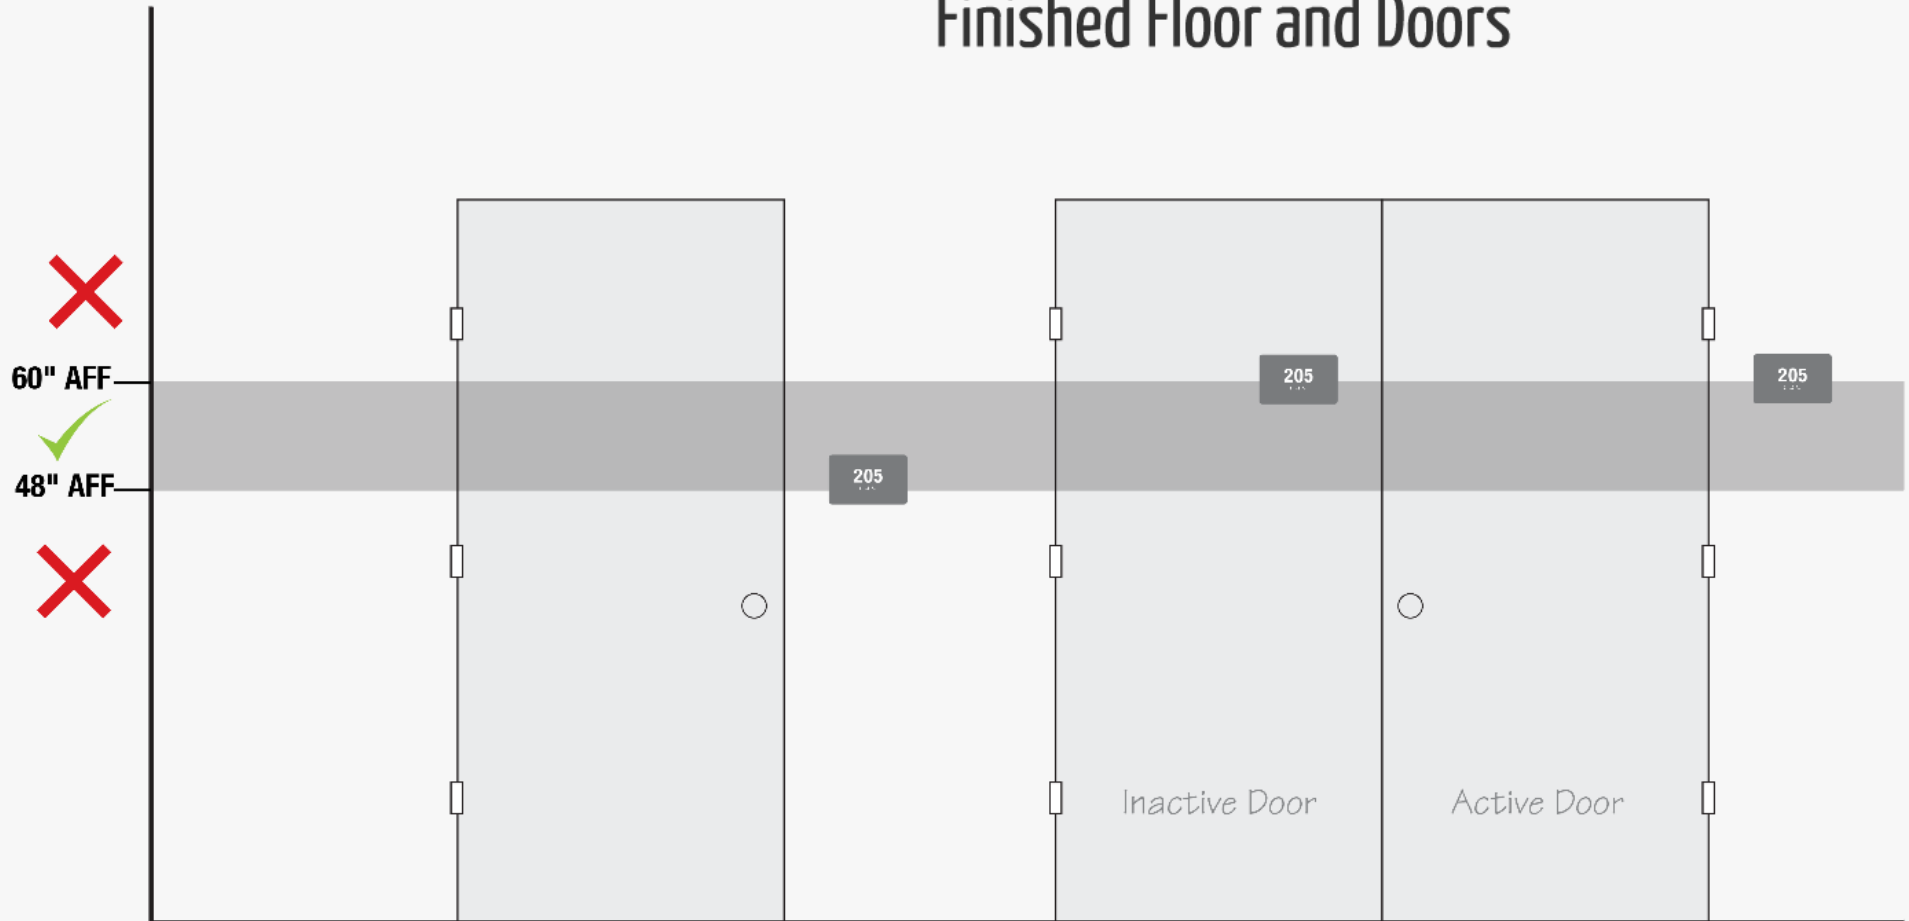 Finished Floor and Doors
60" AFF
205
205
48" AFF
205
Inactive Door
Active Door